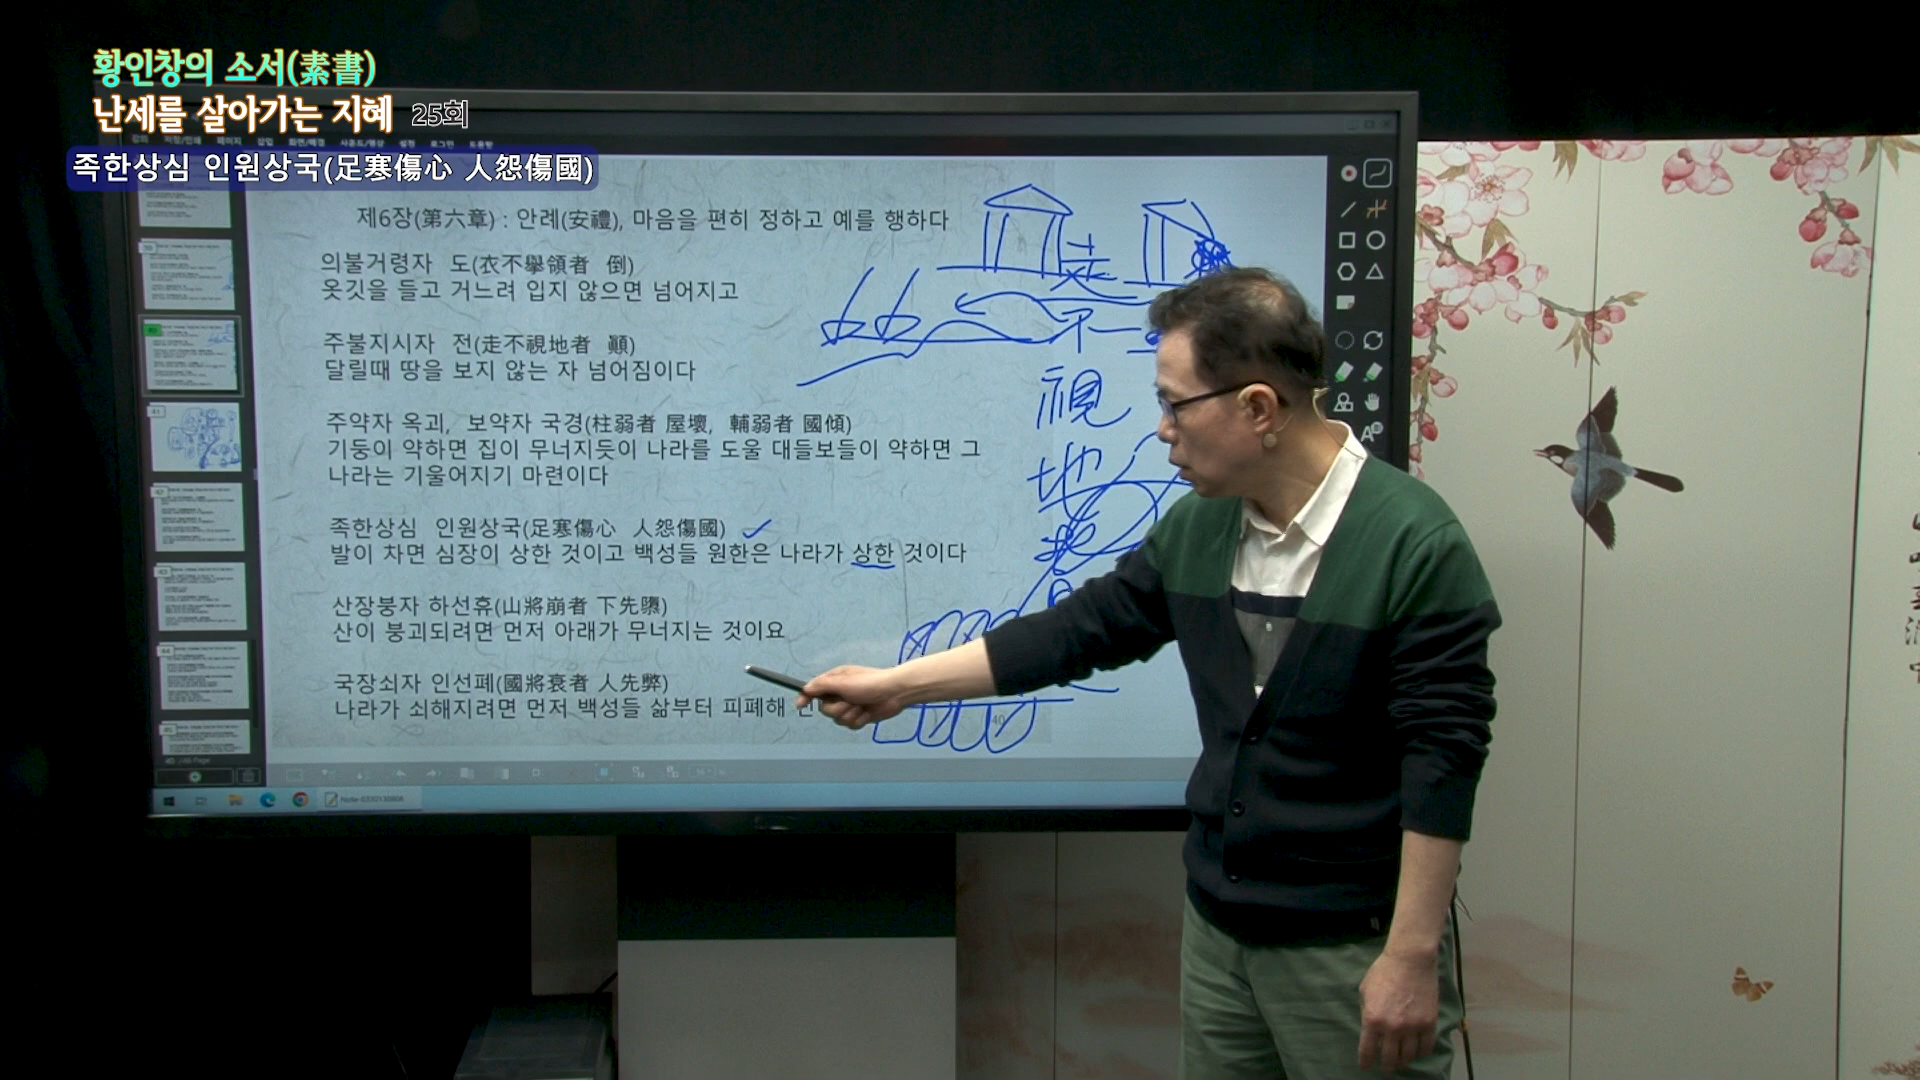 황인창의 소서(素書)
난세를 살아가는 지혜 25회
족한상심 인원상국(足寒傷心 人怨傷國)
제6장(第六章) : 안례(安禮), 마음을 편히 정하고 예를 행하다
의불거령자 도(衣不擧領者 倒)
옷깃을 들고 거느려 입지 않으면 넘어지고
주불지시자 전(走不視地者 顚)
달릴때 땅을 보지 않는 자 넘어짐이다
주약자 옥괴, 보약자 국경(柱弱者 屋壞, 輔弱者 國傾)
기둥이 약하면 집이 무너지듯이 나라를 도울 대들보들이 약하면 그
나라는 기울어지기 마련이다
족한상심 인원상국(足寒傷心 人怨傷國)
발이 차면 심장이 상한 것이고 백성들 원한은 나라가 상한 것이다
산장붕자 하선휴(山將崩者 下先隳)
산이 붕괴되려면 먼저 아래가 무너지는 것이요
국장쇠자 인선폐(國將衰者 人先弊)
나라가 쇠해지려면 먼저 백성들 삶부터 피폐해
走
不
視
地
者
40